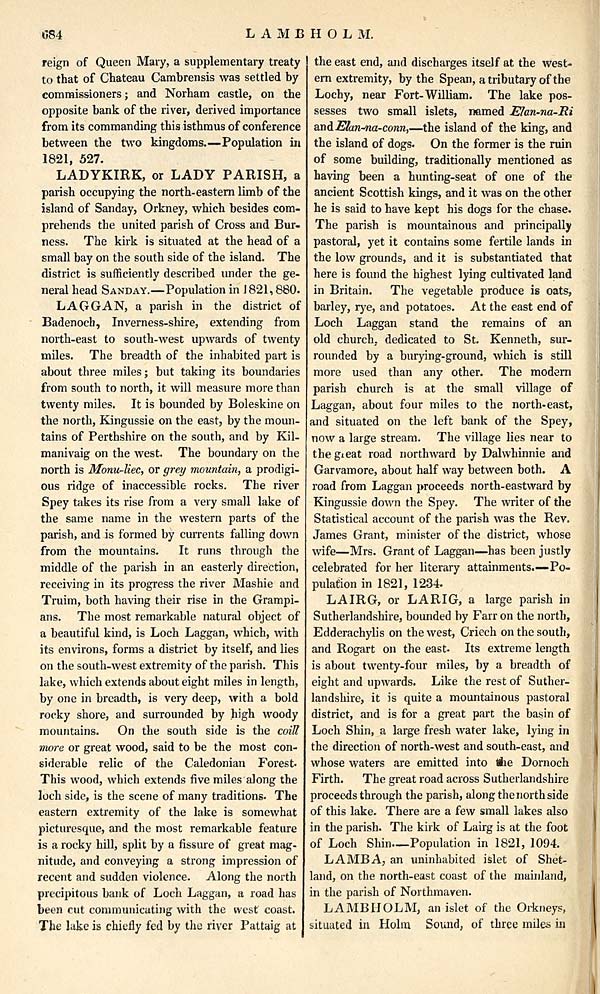 684
LAMBHOLM.
reign of Queen Mary, a supplementary treaty
to that of Chateau Cambrensis was settled by
commissioners; and Norham castle, on the
opposite bank of the river, derived importance
from its commanding this isthmus of conference
between the two kingdoms.—Population in
1821, 527.
LADYKIRK, or LADY PARISH, a
parish occupying the north-eastern limb of the
island of Sanday, Orkney, which besides com-
prehends the united parish of Cross and Bur-
ness. The kirk is situated at the head of a
small bay on the south side of the island. The
district is sufficiently described under the ge-
neral head SANDAY.—Population in 1821, 880.
LAGGAN, a parish in the district of
Badenoch, Inverness-shire, extending from
north-east to south-west upwards of twenty
miles. The breadth of the inhabited part is
about three miles; but taking its boundaries
from south to north, it will measure more than
twenty miles. It is bounded by Boleskine on
the north, Kingussie on the east, by the moun-
tains of Perthshire on the south, and by Kil-
manivaig on the west. The boundary on the
north is Monu-liec, or grey mountain, a prodigi-
ous ridge of inaccessible rocks. The river
Spey takes its rise from a very small lake of
the same name in the western parts of the
parish, and is formed by currents falling down
from the mountains. It runs through the
middle of the parish in an easterly direction,
receiving in its progress the river Mashie and
Truim, both having their rise in the Grampi-
ans. The most remarkable natural object of
a beautiful kind, is Loch Laggan, which, with
its environs, forms a district by itself, and lies
on the south-west extremity of the parish. This
lake, which extends about eight miles in length,
by one in breadth, is very deep, with a bold
rocky shore, and surrounded by high woody
mountains. On the south side is the coill
more or great wood, said to be the most con-
siderable relic of the Caledonian Forest.
This wood, which extends five miles along the
loch side, is the scene of many traditions. The
eastern extremity of the lake is somewhat
picturesque, and the most remarkable feature
is a rocky hill, split by a fissure of great mag-
nitude, and conveying a strong impression of
recent and sudden violence. Along the north
precipitous bank of Loch Laggan, a road has
been cut communicating with the west coast.
The lake is chiefly fed by the river Pattaig at
the east end, and discharges itself at the west-
ern extremity, by the Spean, a tributary of the
Lochy, near Fort-William. The lake pos-
sesses two small islets, named Elan-na-Ri
and Elan-na-conn,—the island of the king, and
the island of dogs. On the former is the ruin
of some building, traditionally mentioned as
having been a hunting-seat of one of the
ancient Scottish kings, and it was on the other
he is said to have kept his dogs for the chase.
The parish is mountainous and principally
pastoral, yet it contains some fertile lands in
the low grounds, and it is substantiated that
here is found the highest lying cultivated land
in Britain. The vegetable produce is oats,
barley, rye, and potatoes. At the east end of
Loch Laggan stand the remains of an
old church, dedicated to St. Kenneth, sur-
rounded by a burying-ground, which is still
more used than any other. The modern
parish church is at the small village of
Laggan, about four miles to the north-east,
and situated on the left bank of the Spey,
now a large stream. The village lies near to
the great road northward by Dalwhinnie and
Garvamore, about half way between both. A
road from Laggan proceeds north-eastward by
Kingussie down the Spey. The writer of the
Statistical account of the parish was the Rev.
James Grant, minister of the district, whose
wife—Mrs. Grant of Laggan—has been justly
celebrated for her literary attainments.—Po-
pulation in 1821, 1234.
LAIRG, or LARIG, a large parish in
Sutherlandshire, bounded by Farr on the north,
Edderachylis on the west, Criech on the south,
and Rogart on the east. Its extreme length
is about twenty-four miles, by a breadth of
eight and upwards. Like the rest of Suther-
landshire, it is quite a mountainous pastoral
district, and is for a great part the basin of
Loch Shin, a large fresh water lake, lying in
the direction of north-west and south-east, and
whose waters are emitted into the Dornoch
Firth. The great road across Sutherlandshire
proceeds through the parish, along the north side
of this lake. There are a few small lakes also
in the parish. The kirk of Lairg is at the foot
of Loch Shin.—Population in 1821, 1094.
LAMBA, an uninhabited islet of Shet-
land, on the north-east coast of the mainland,
in the parish of Northmaven.
LAMBHOLM, an islet of the Orkneys,
situated in Holm Sound, of three miles in